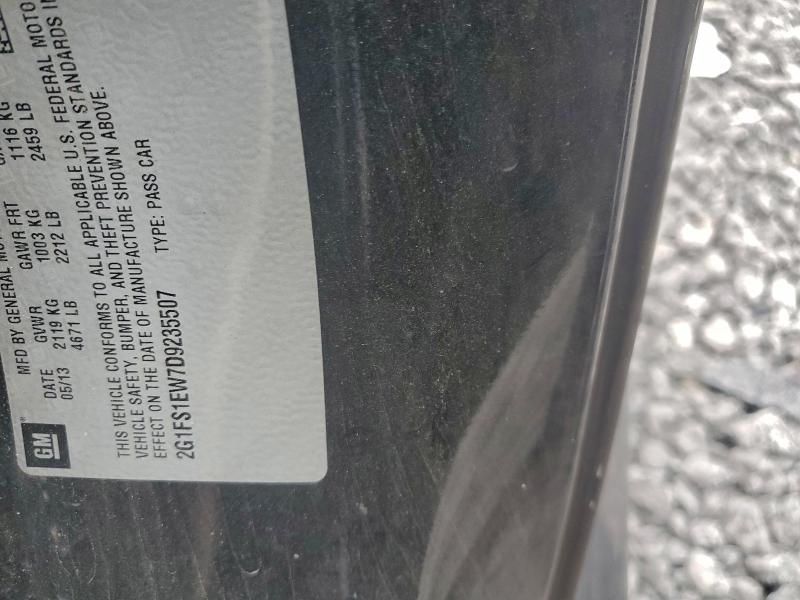 GM
MFD BY GENERAL
DATE GVWR GAWR FRT
05/13 2119 KG 1003 KG 1116 KG
4671 LB 2212 LB 2459 LB
THIS VEHICLE CONFORMS TO ALL APPLICABLE U.S. FEDERAL MOTO
VEHICLE SAFETY, BUMPER, AND THEFT PREVENTION STANDARDS IN
EFFECT ON THE DATE OF MANUFACTURE SHOWN ABOVE.
2G1FS1EW7D9235507 TYPE: PASS CAR